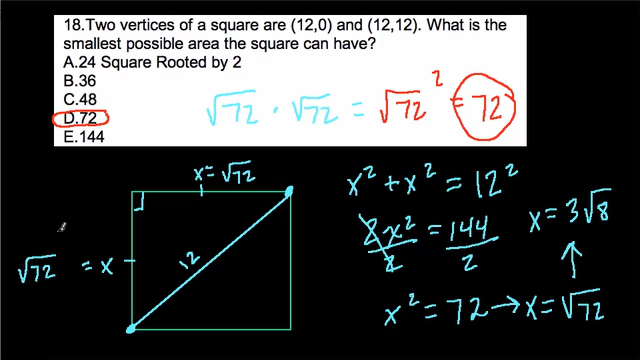 18.Two vertices of a square are (12,0) and (12,12). What is the
smallest possible area the square can have?
A.24 Square Rooted by 2
B.36
C.48
D.72
E.144
√72 · √72 = √72² = 72
x = √72
√72 = x
12
x² + x² = 12²
2x²/2 = 144/2
x = 3√8
x² = 72 → x = √72